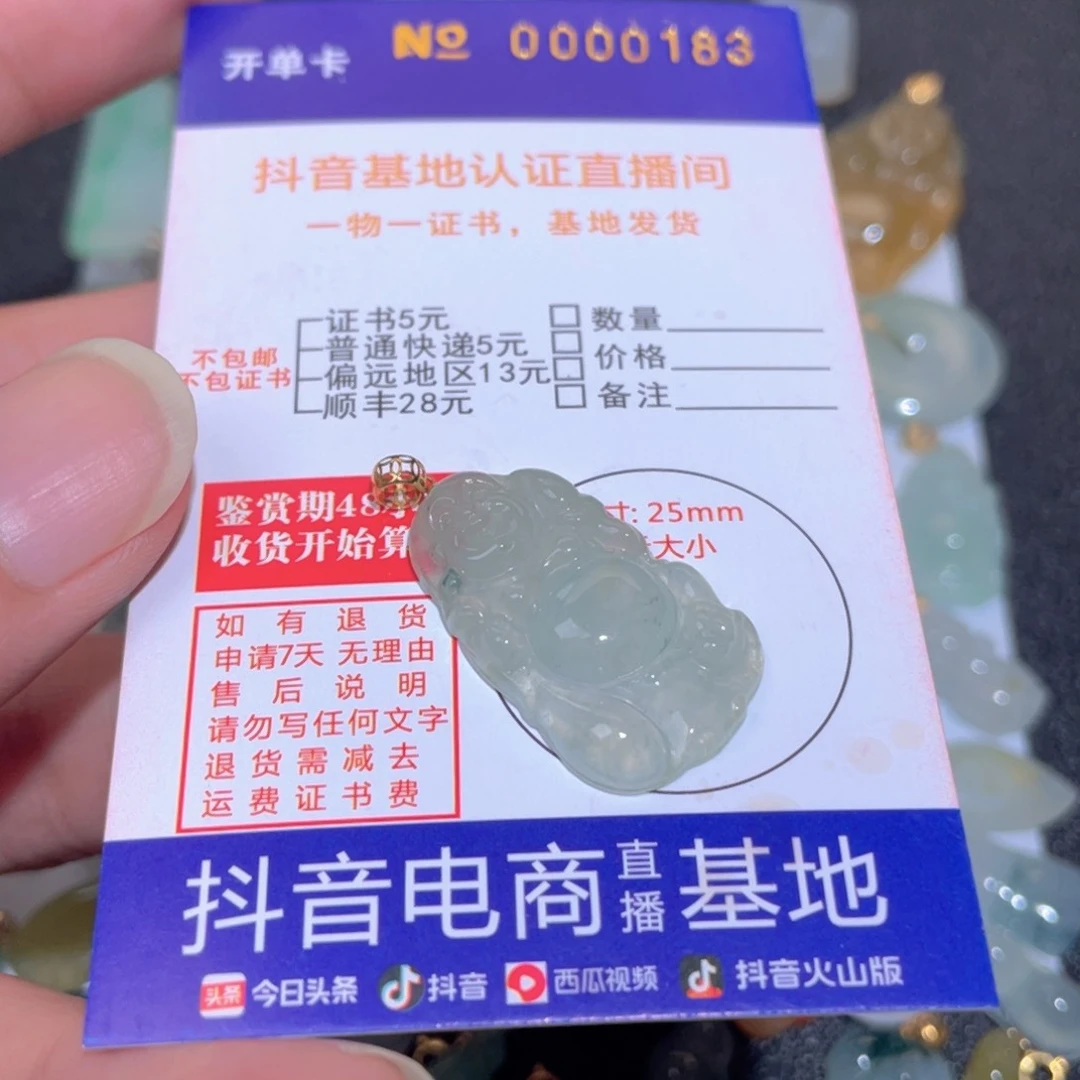 开单卡 No 0000183
抖音基地认证直播间
一物一证书，基地发货
不包邮
不包证书
证书5元
普通快递5元
偏远地区13元
顺丰28元
□数量
□价格
□备注
鉴赏期48
收货开始算
寸: 25mm
大小
如有退货
申请7天 无理由
售后说明
请勿写任何文字
退货需减去
运费证书费
抖音电商直播基地
头条 今日头条 抖音 西瓜视频 抖音火山版